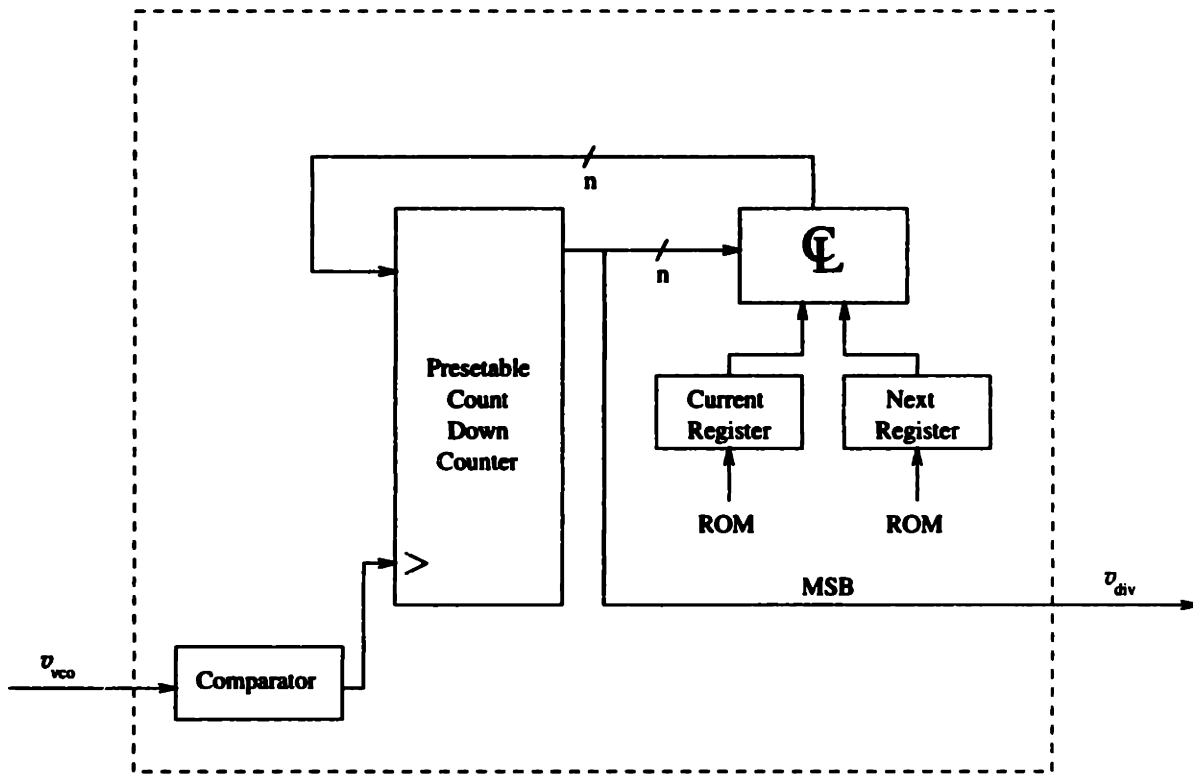 n
CL
n
Presetable
Count
Down
Counter
Current
Register
Next
Register
ROM
ROM
MSB
v_div
v_vco
Comparator